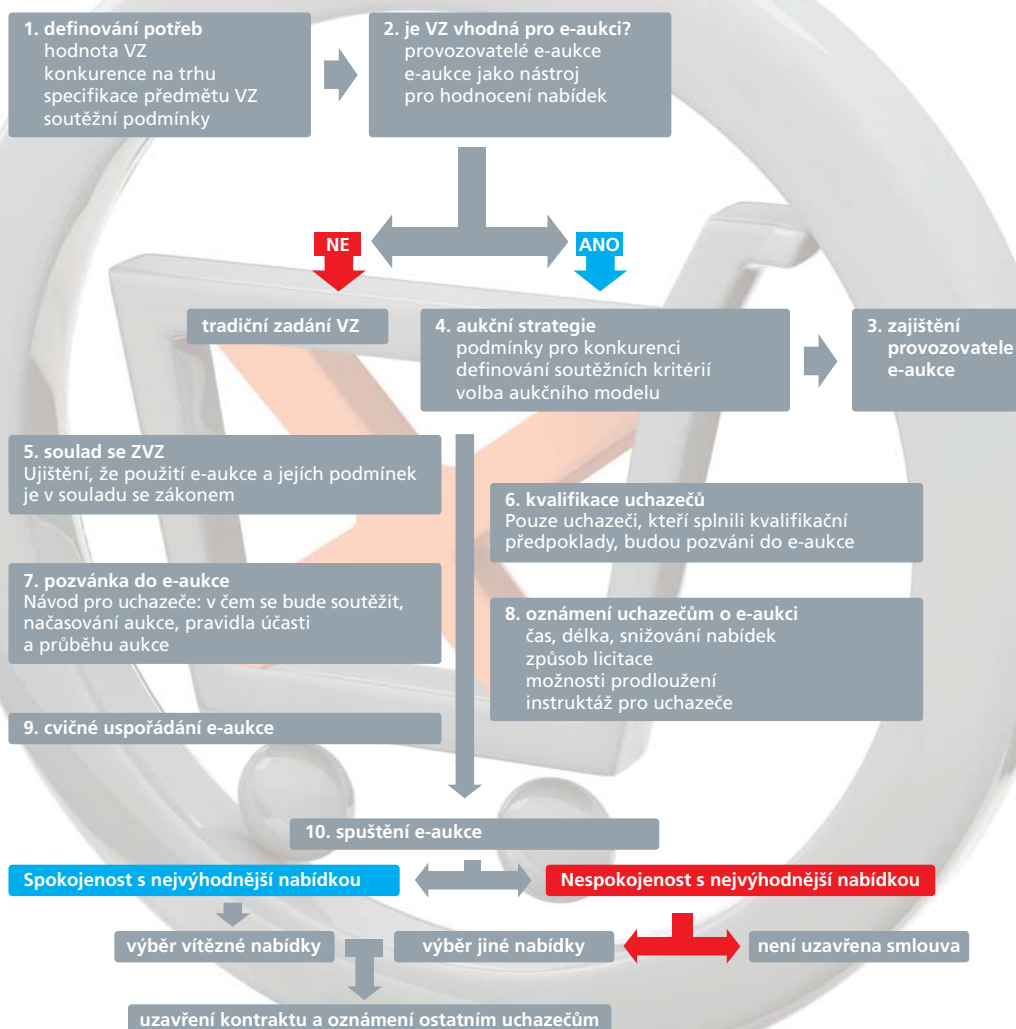 1. definování potřeb
hodnota VZ
konkurence na trhu
specifikace předmětu VZ
soutěžní podmínky
2. je VZ vhodná pro e-aukci?
provozovatelé e-aukce
e-aukce jako nástroj
pro hodnocení nabídek
NE
ANO
tradiční zadání VZ
4. aukční strategie
podmínky pro konkurenci
definování soutěžních kritérií
volba aukčního modelu
3. zajištění
provozovatele
e-aukce
5. soulad se ZVZ
Ujištění, že použití e-aukce a jejích podmínek
je v souladu se zákonem
6. kvalifikace uchazečů
Pouze uchazeči, kteří splnili kvalifikační
předpoklady, budou pozváni do e-aukce
7. pozvánka do e-aukce
Návod pro uchazeče: v čem se bude soutěžit,
načasování aukce, pravidla účasti
a průběhu aukce
8. oznámení uchazečům o e-aukci
čas, délka, snižování nabídek
způsob licitace
možnosti prodloužení
instruktáž pro uchazeče
9. cvičné uspořádání e-aukce
10. spuštění e-aukce
Spokojenost s nejvýhodnější nabídkou
Nespokojenost s nejvýhodnější nabídkou
výběr vítězné nabídky
výběr jiné nabídky
není uzavřena smlouva
uzavření kontraktu a oznámení ostatním uchazečům